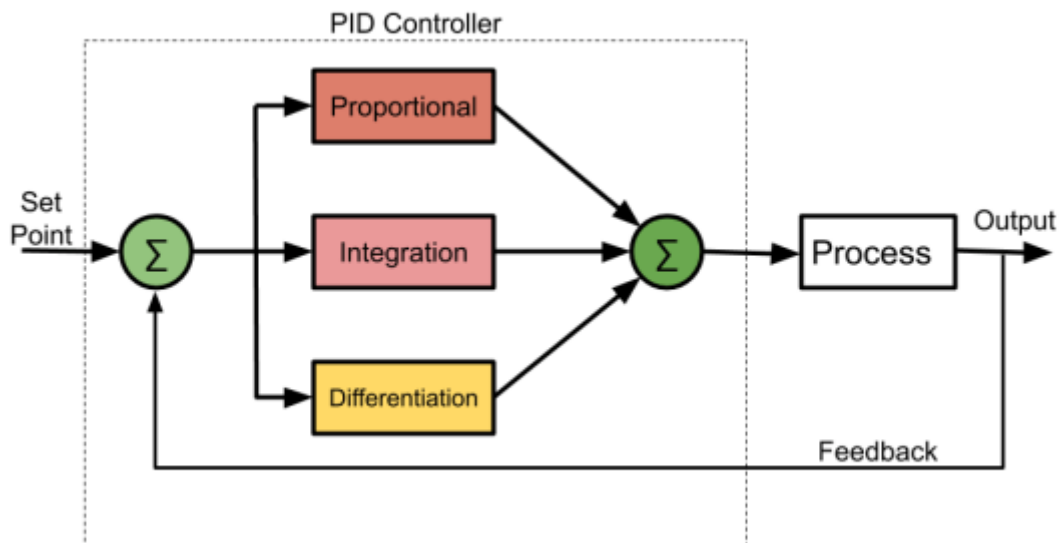 PID Controller
Proportional
Set
Point
Σ
Integration
Σ
Process
Output
Differentiation
Feedback